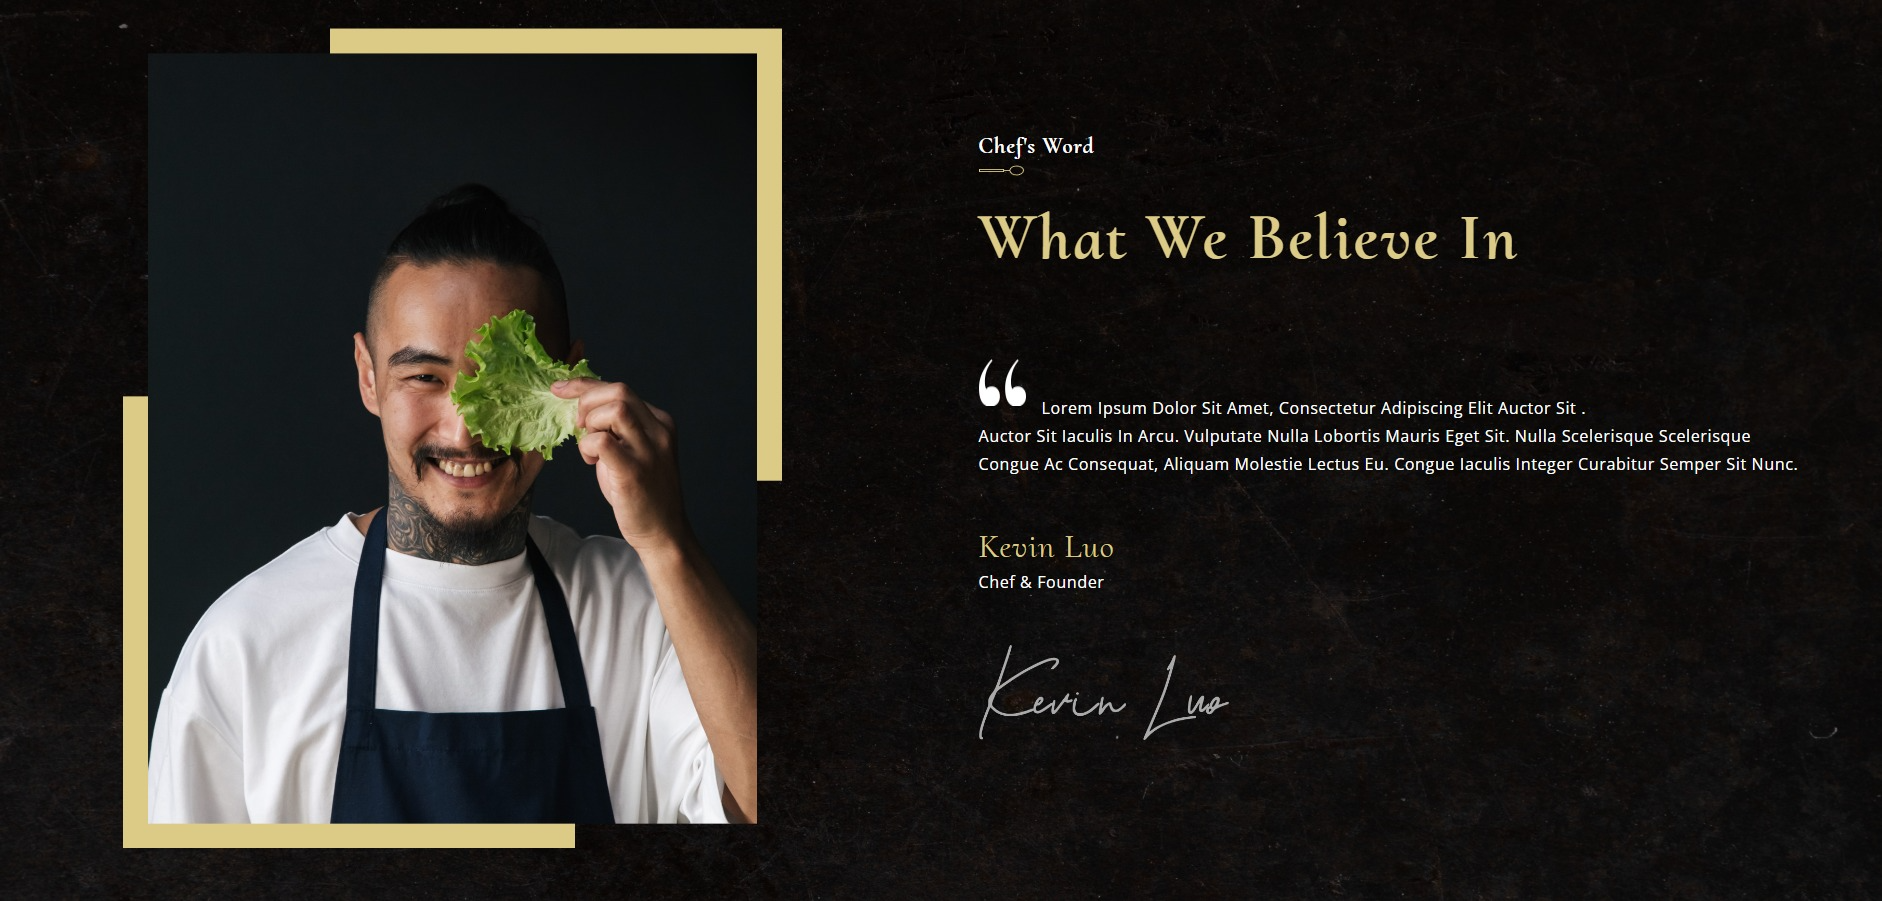 Chef's Word
What We Believe In
“ Lorem Ipsum Dolor Sit Amet, Consectetur Adipiscing Elit Auctor Sit .
Auctor Sit Iaculis In Arcu. Vulputate Nulla Lobortis Mauris Eget Sit. Nulla Scelerisque Scelerisque
Congue Ac Consequat, Aliquam Molestie Lectus Eu. Congue Iaculis Integer Curabitur Semper Sit Nunc.
Kevin Luo
Chef & Founder
Kevin Luo